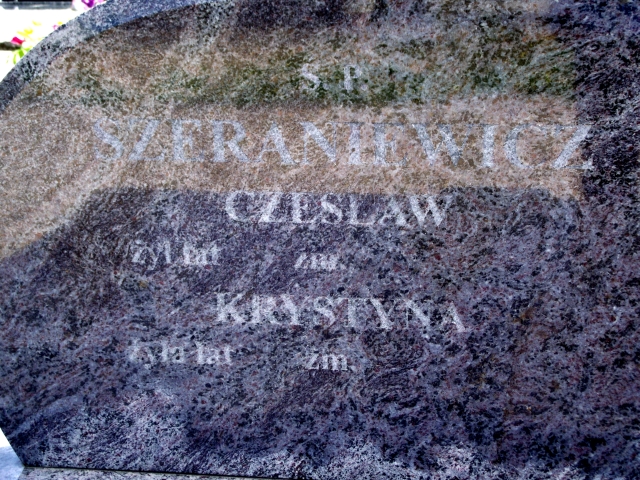 Ś. P.
SZERANIEWICZ
CZESŁAW
żył lat zm.
KRYSTYNA
żyła lat zm.